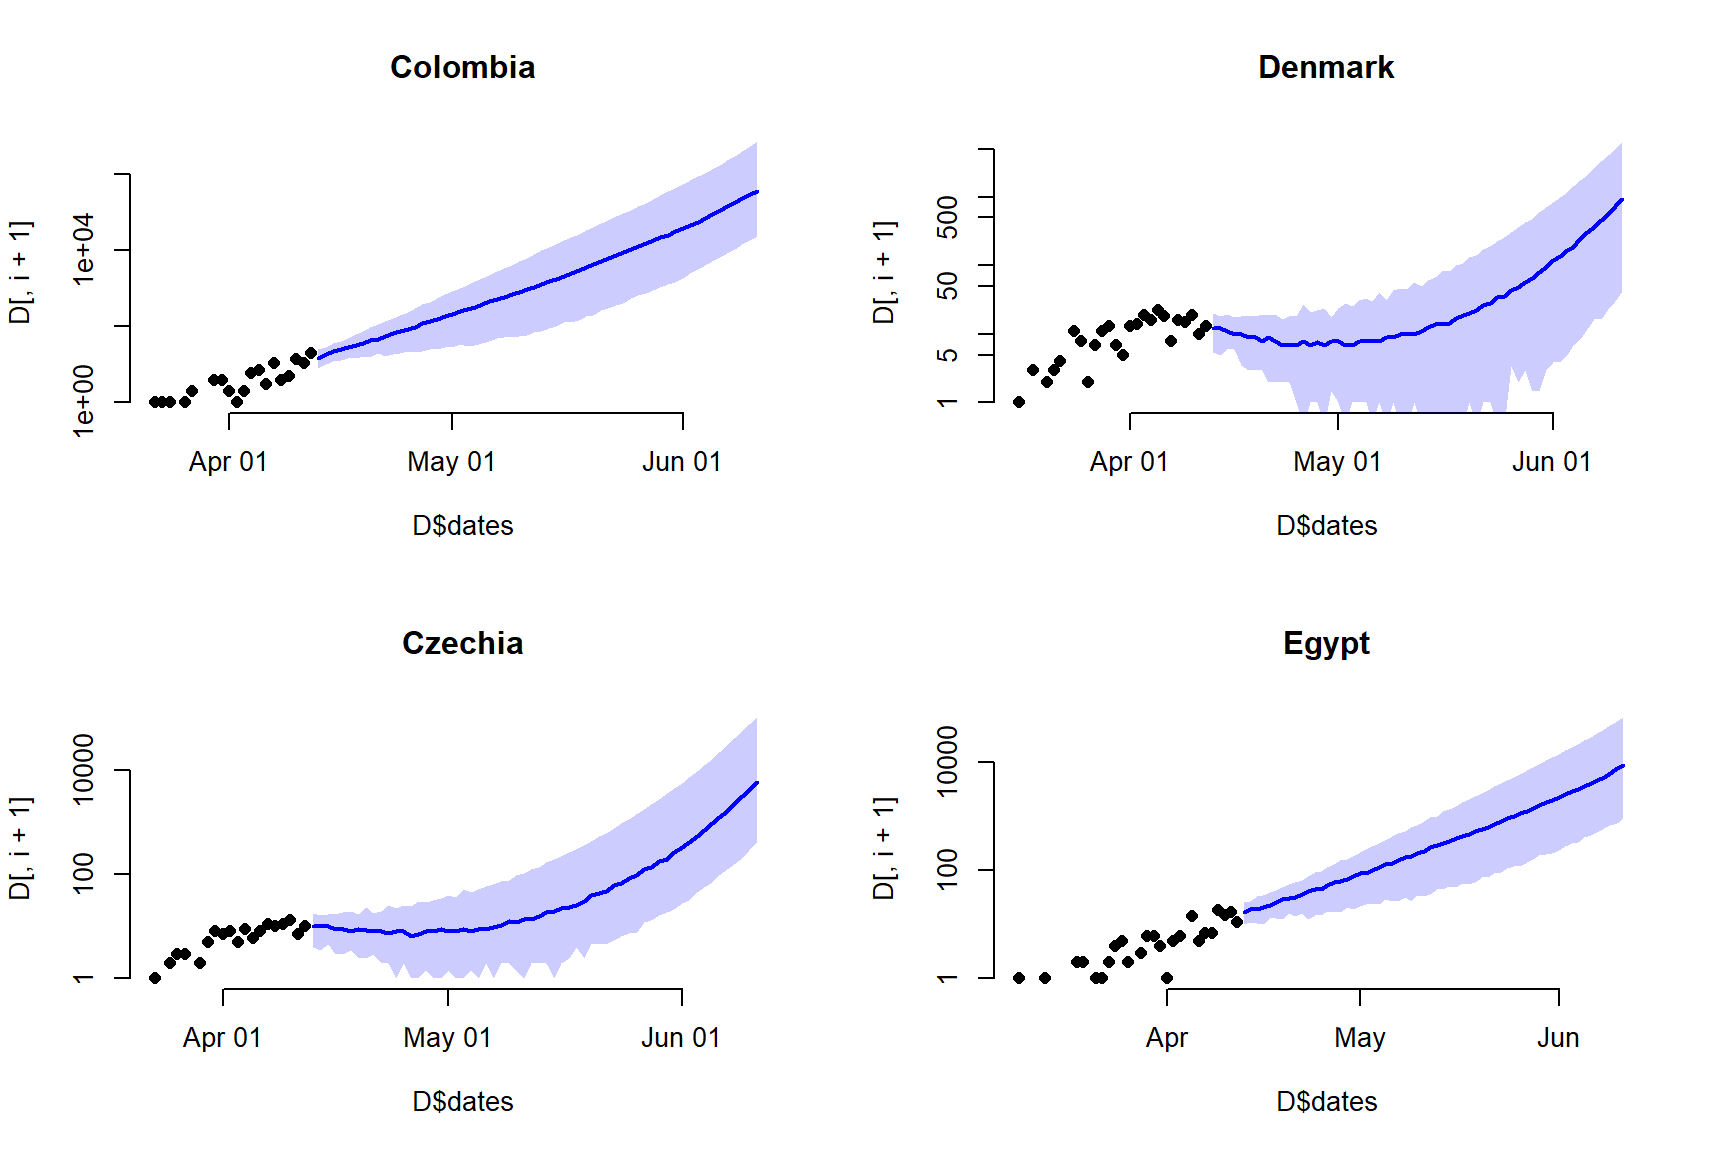 Colombia
D[, i + 1]
1e+00 1e+04
Apr 01 May 01 Jun 01
D$dates
Denmark
D[, i + 1]
1 5 50 500
Apr 01 May 01 Jun 01
D$dates
Czechia
D[, i + 1]
1 100 10000
Apr 01 May 01 Jun 01
D$dates
Egypt
D[, i + 1]
1 100 10000
Apr May Jun
D$dates